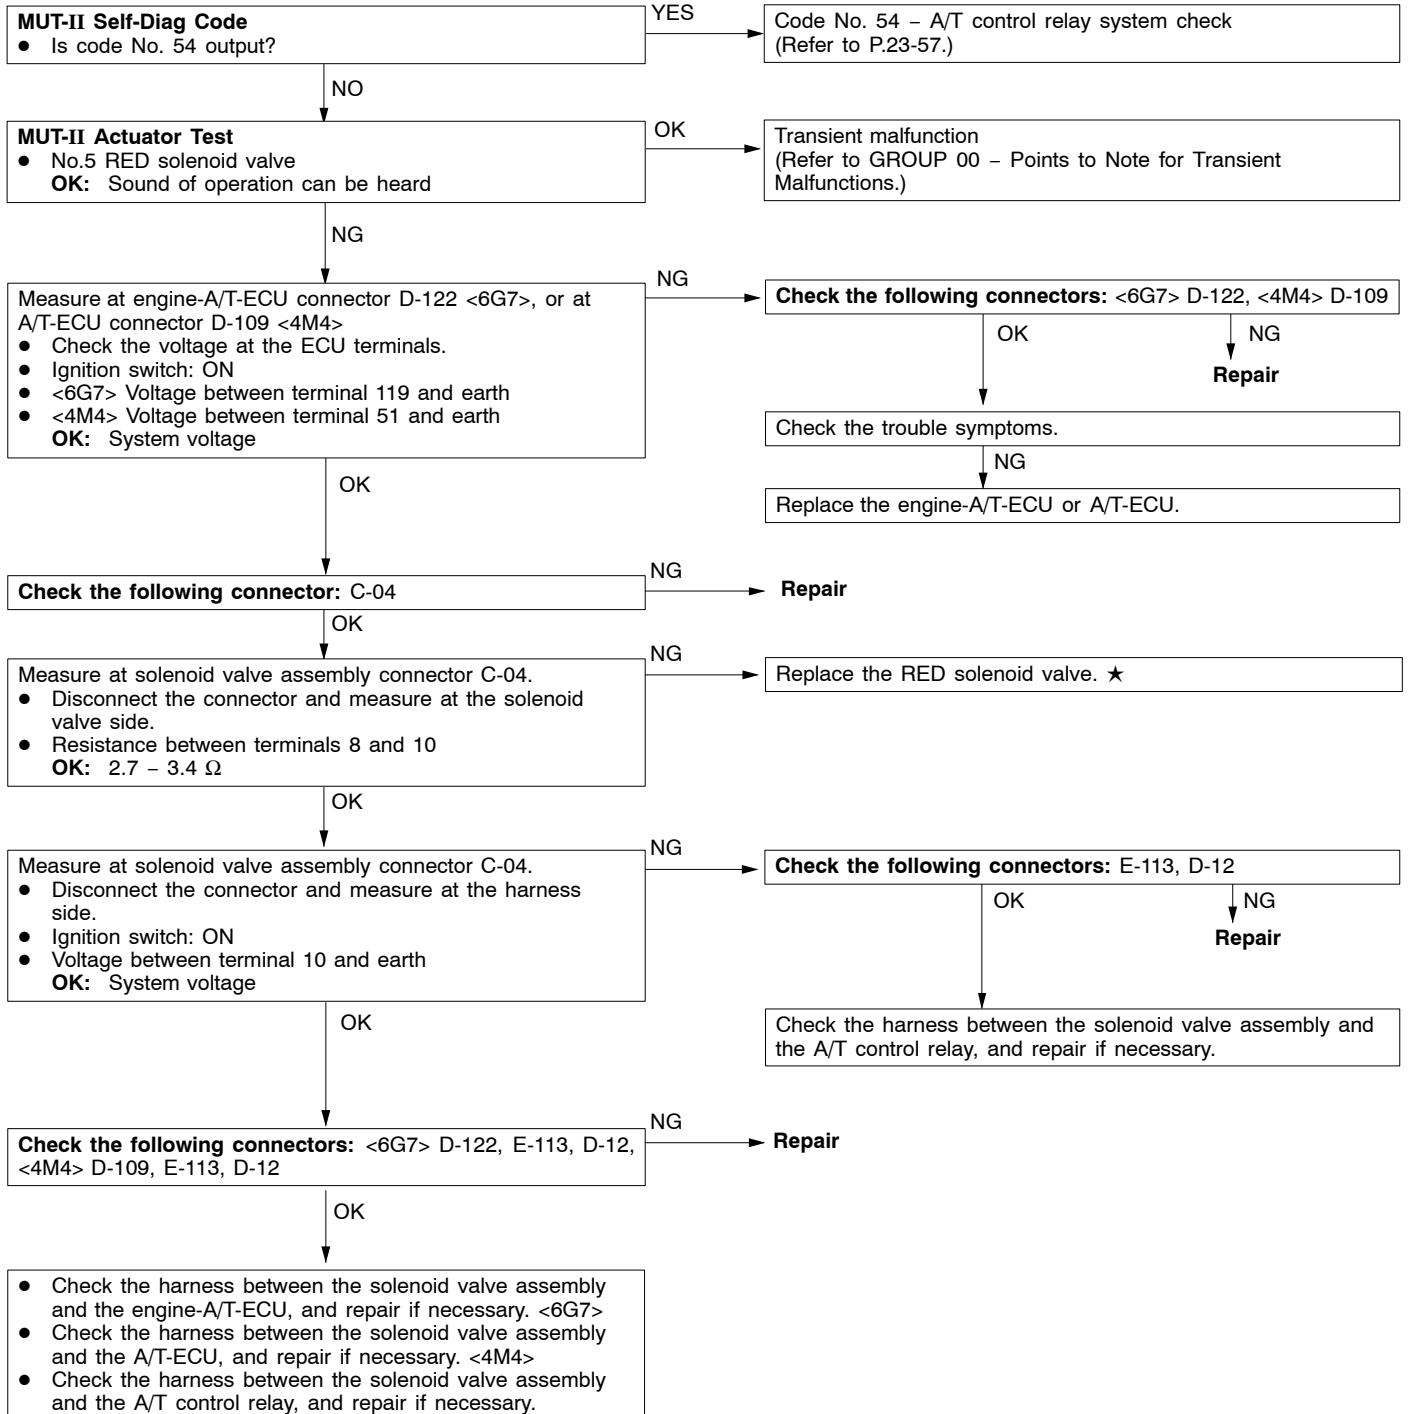 MUT-II Self-Diag Code
● Is code No. 54 output?
YES
Code No. 54 – A/T control relay system check
(Refer to P.23-57.)
NO
MUT-II Actuator Test
● No.5 RED solenoid valve
OK: Sound of operation can be heard
OK
Transient malfunction
(Refer to GROUP 00 – Points to Note for Transient
Malfunctions.)
NG
Measure at engine-A/T-ECU connector D-122 <6G7>, or at
A/T-ECU connector D-109 <4M4>
● Check the voltage at the ECU terminals.
● Ignition switch: ON
● <6G7> Voltage between terminal 119 and earth
● <4M4> Voltage between terminal 51 and earth
OK: System voltage
NG
Check the following connectors: <6G7> D-122, <4M4> D-109
OK
NG
Repair
Check the trouble symptoms.
NG
Replace the engine-A/T-ECU or A/T-ECU.
OK
Check the following connector: C-04
NG
Repair
OK
Measure at solenoid valve assembly connector C-04.
● Disconnect the connector and measure at the solenoid
valve side.
● Resistance between terminals 8 and 10
OK: 2.7 – 3.4 Ω
NG
Replace the RED solenoid valve. ★
OK
Measure at solenoid valve assembly connector C-04.
● Disconnect the connector and measure at the harness
side.
● Ignition switch: ON
● Voltage between terminal 10 and earth
OK: System voltage
NG
Check the following connectors: E-113, D-12
OK
NG
Repair
Check the harness between the solenoid valve assembly and
the A/T control relay, and repair if necessary.
OK
Check the following connectors: <6G7> D-122, E-113, D-12,
<4M4> D-109, E-113, D-12
NG
Repair
OK
● Check the harness between the solenoid valve assembly
and the engine-A/T-ECU, and repair if necessary. <6G7>
● Check the harness between the solenoid valve assembly
and the A/T-ECU, and repair if necessary. <4M4>
● Check the harness between the solenoid valve assembly
and the A/T control relay, and repair if necessary.